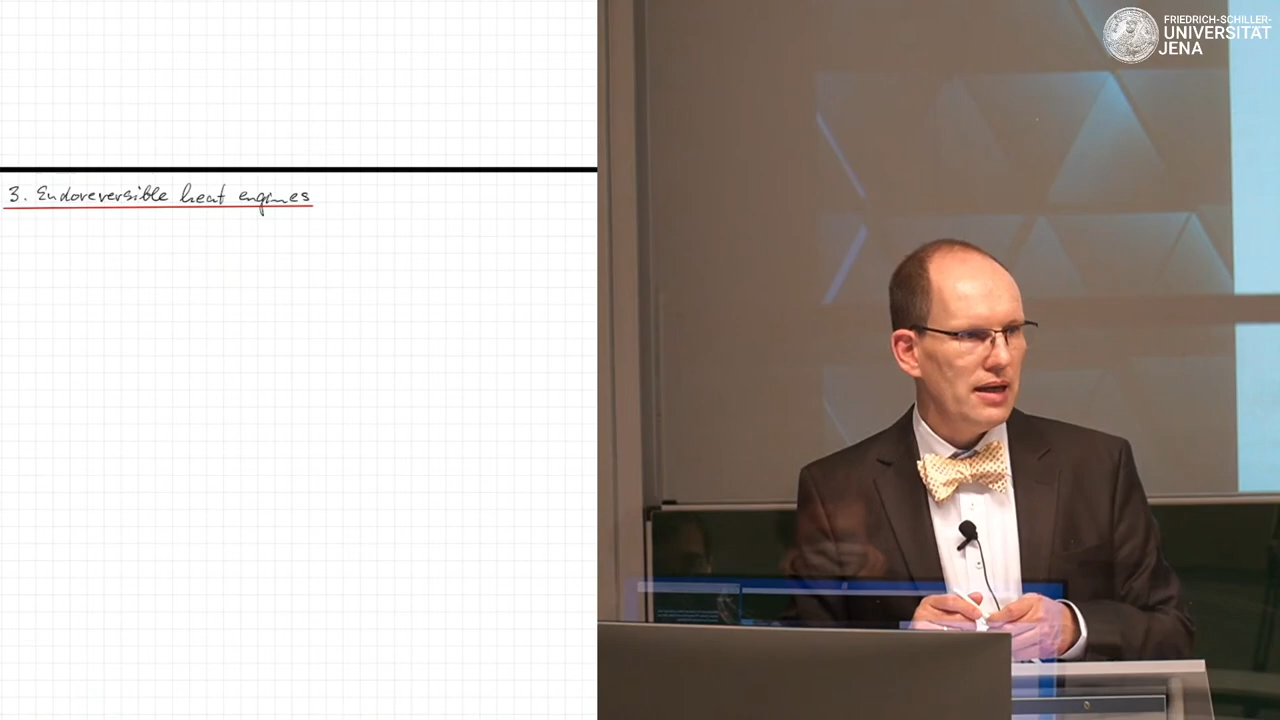 3. Endoreversible heat engines
FRIEDRICH-SCHILLER-
UNIVERSITÄT
JENA